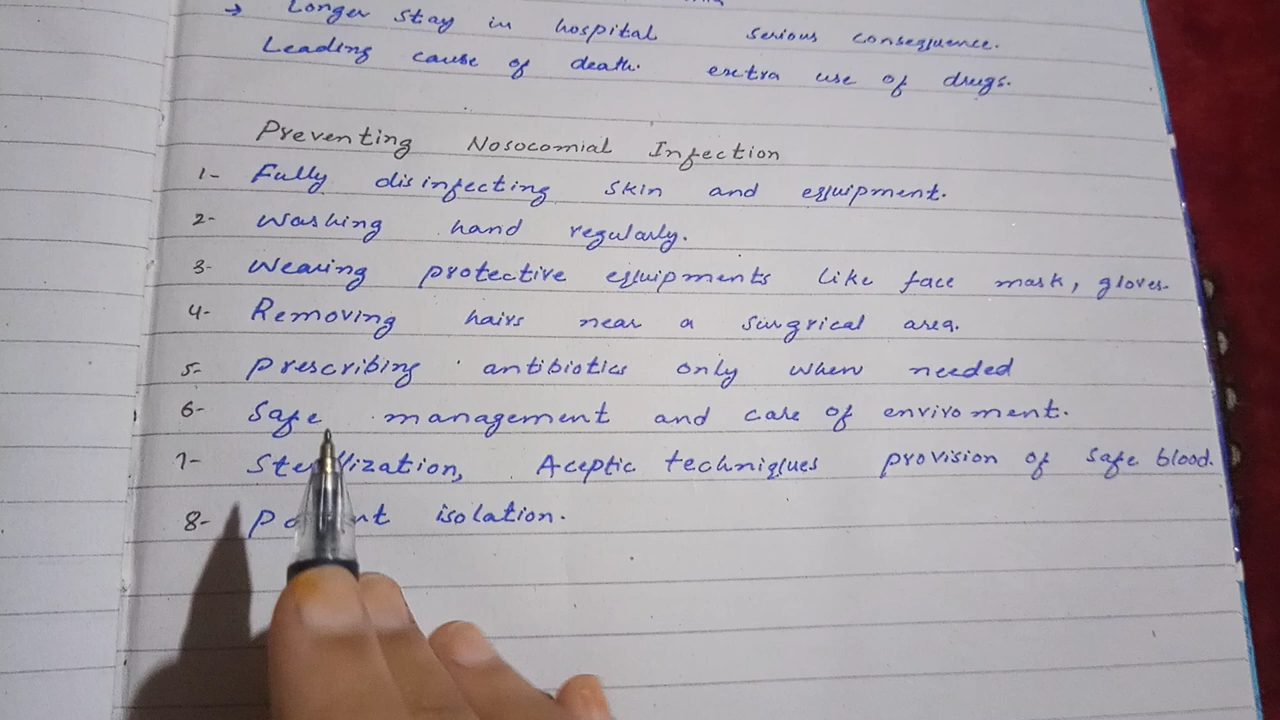 → Longer stay in hospital serious consequence.
Leading cause of death. extra use of drugs.
Preventing Nosocomial Infection
1- Fully disinfecting skin and equipment.
2- Washing hand regularly.
3- Wearing protective equipments like face mask, gloves.
4- Removing hairs near a surgrical area.
5- Prescribing antibiotics only when needed
6- Safe management and care of enviroment.
7- Aceptic techniques provision of safe blood.
8- isolation.